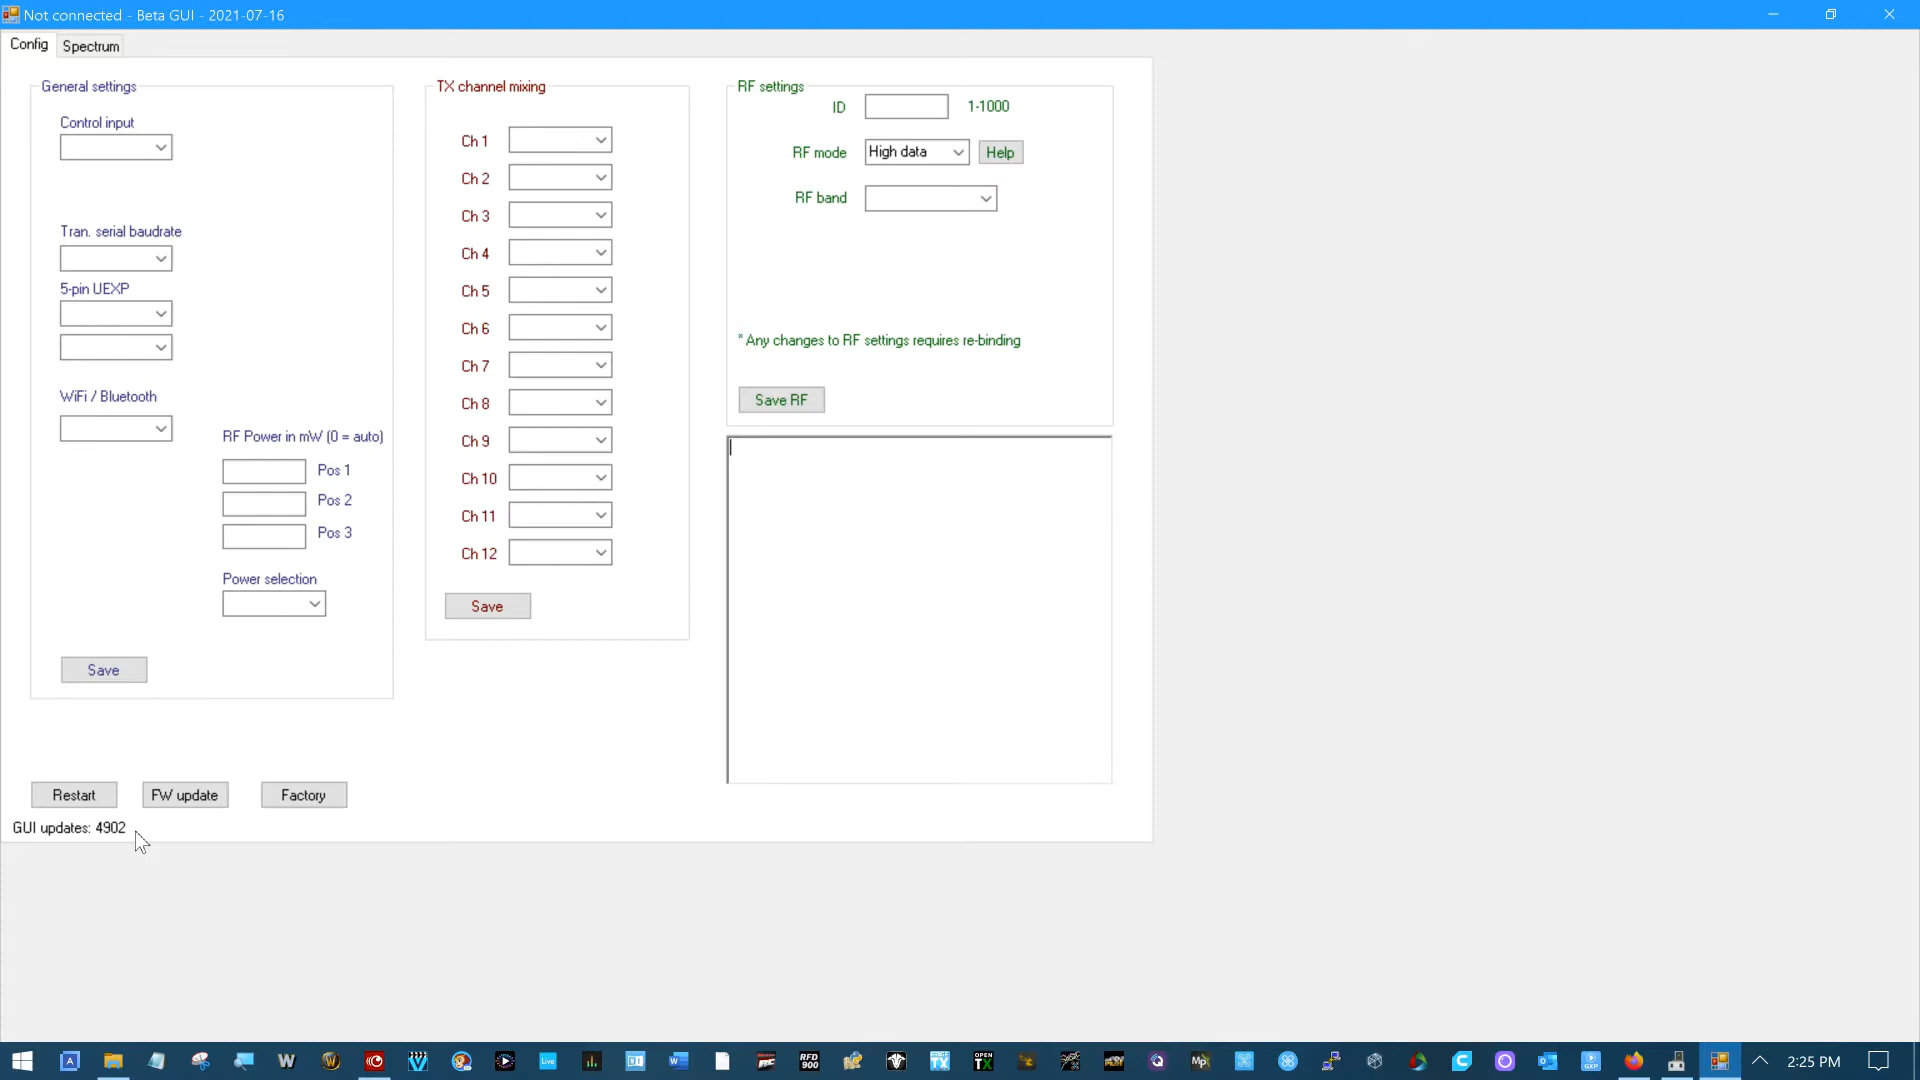 Not connected - Beta GUI - 2021-07-16
Config
Spectrum
General settings
Control input
Tran. serial baudrate
5-pin UEXP
WiFi / Bluetooth
RF Power in mW (0 = auto)
Pos 1
Pos 2
Pos 3
Power selection
Save
TX channel mixing
Ch 1
Ch 2
Ch 3
Ch 4
Ch 5
Ch 6
Ch 7
Ch 8
Ch 9
Ch 10
Ch 11
Ch 12
Save
RF settings
ID 1-1000
RF mode High data Help
RF band
* Any changes to RF settings requires re-binding
Save RF
Restart FW update Factory
GUI updates: 4902
RFD
900
OPEN
TX
Mp
2:25 PM